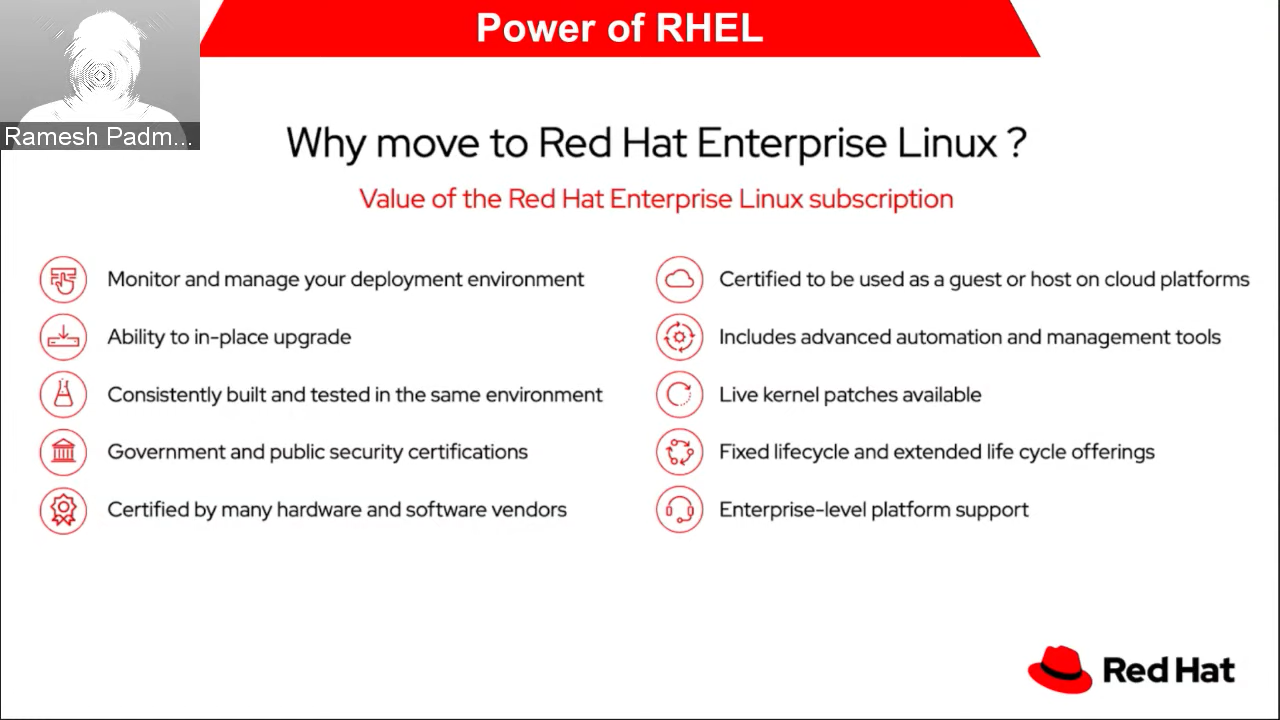 Power of RHEL
Ramesh Padm...
Why move to Red Hat Enterprise Linux ?
Value of the Red Hat Enterprise Linux subscription
Monitor and manage your deployment environment
Ability to in-place upgrade
Consistently built and tested in the same environment
Government and public security certifications
Certified by many hardware and software vendors
Certified to be used as a guest or host on cloud platforms
Includes advanced automation and management tools
Live kernel patches available
Fixed lifecycle and extended life cycle offerings
Enterprise-level platform support
Red Hat